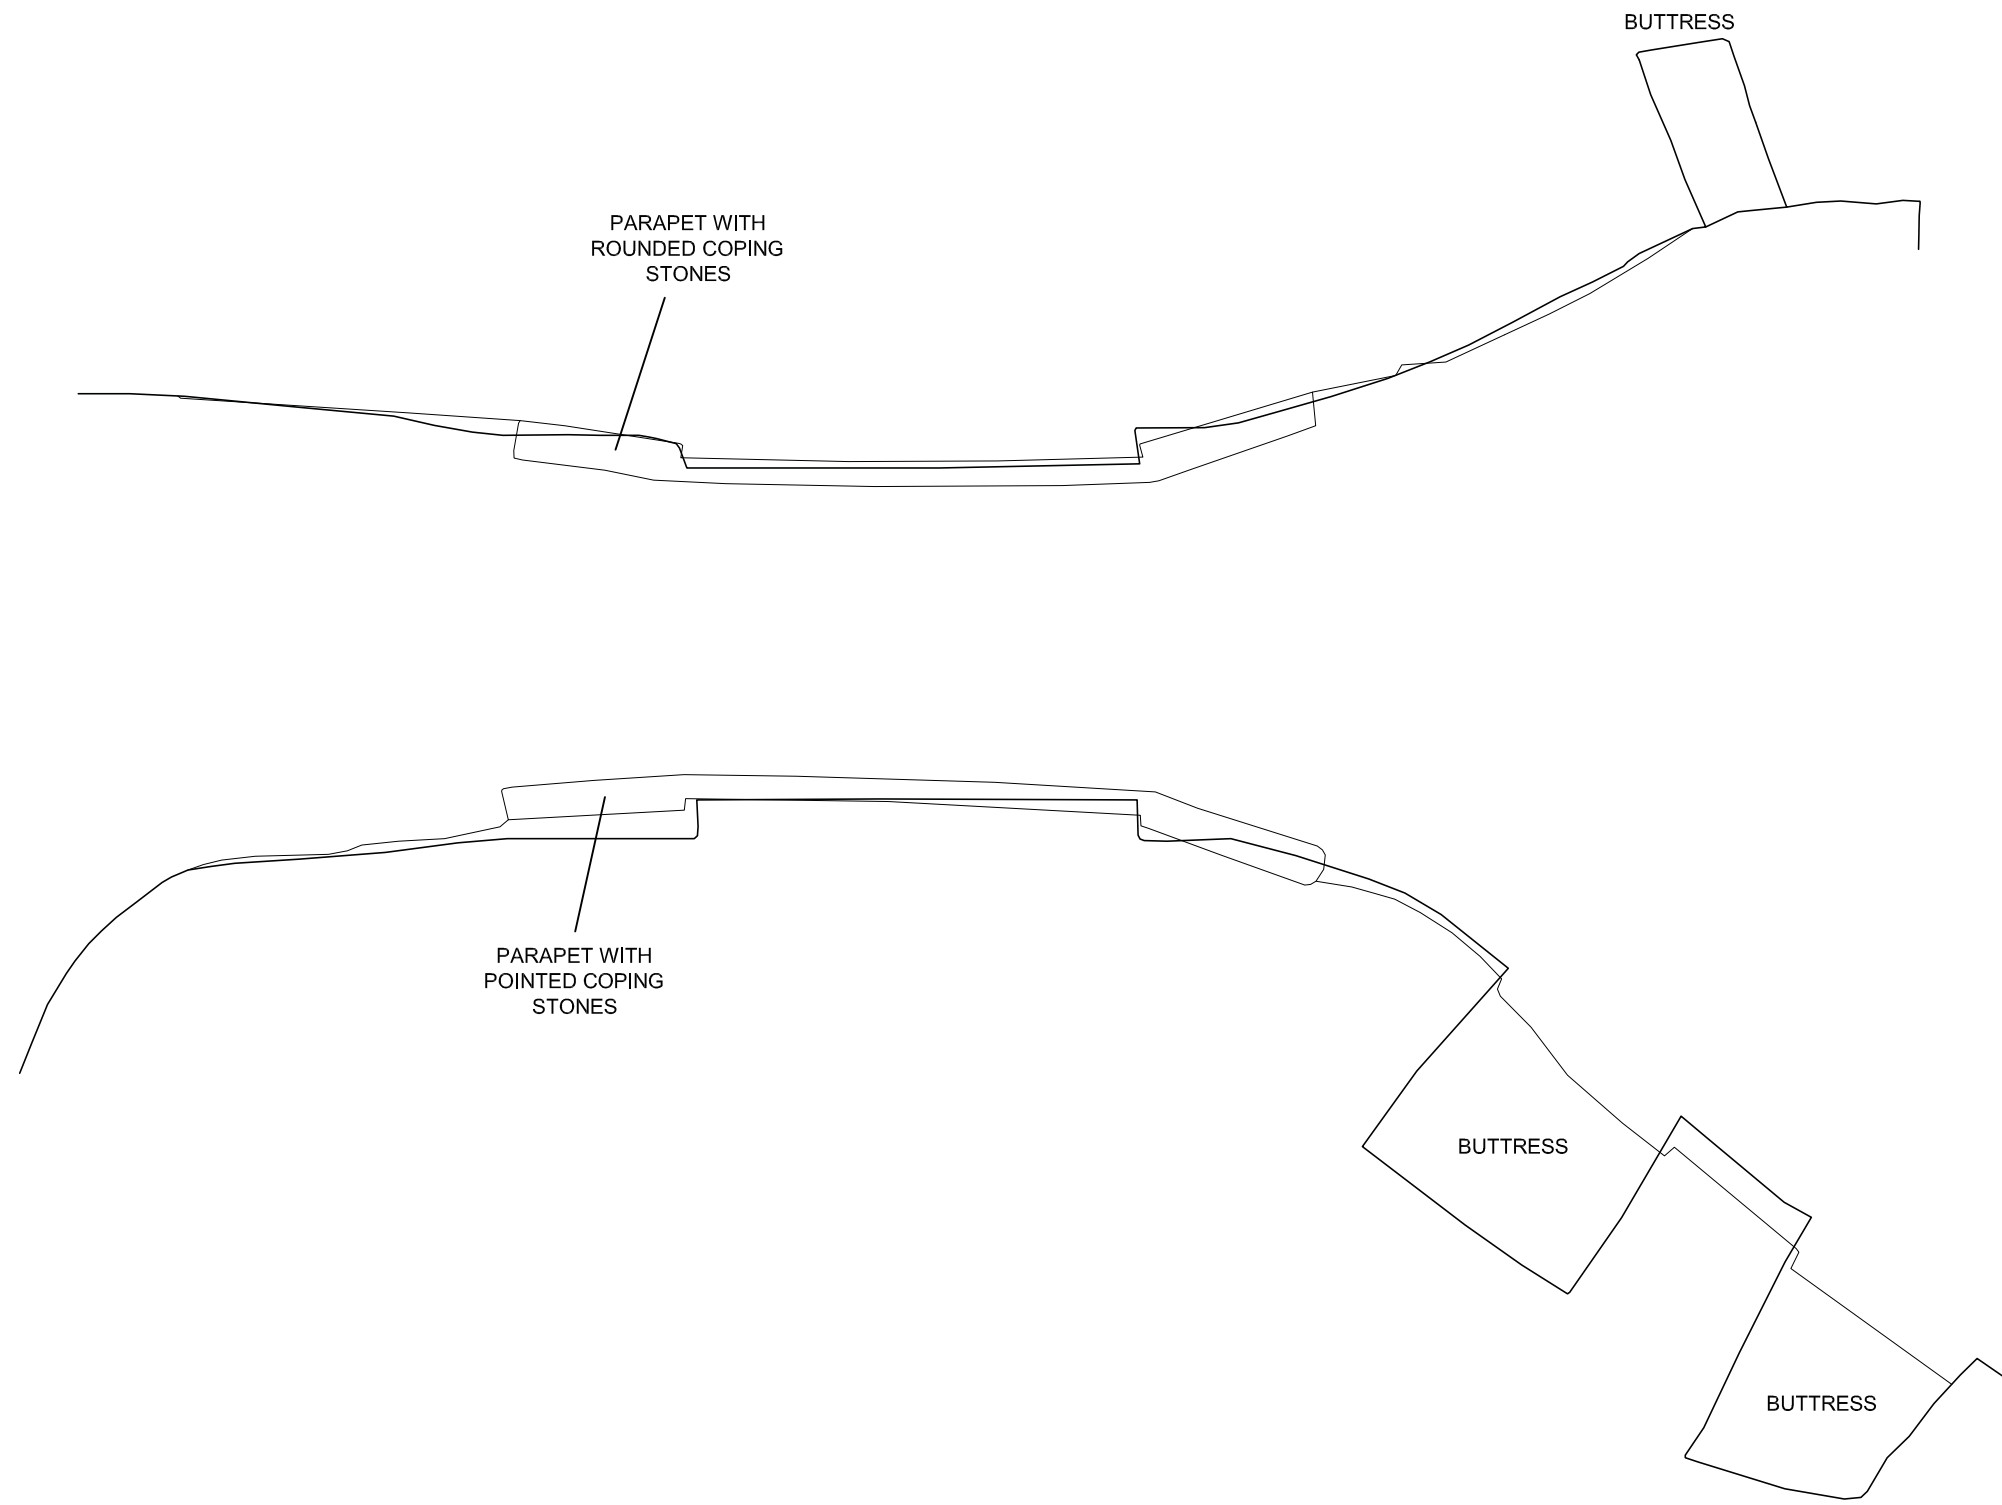 BUTTRESS
PARAPET WITH
ROUNDED COPING
STONES
PARAPET WITH
POINTED COPING
STONES
BUTTRESS
BUTTRESS